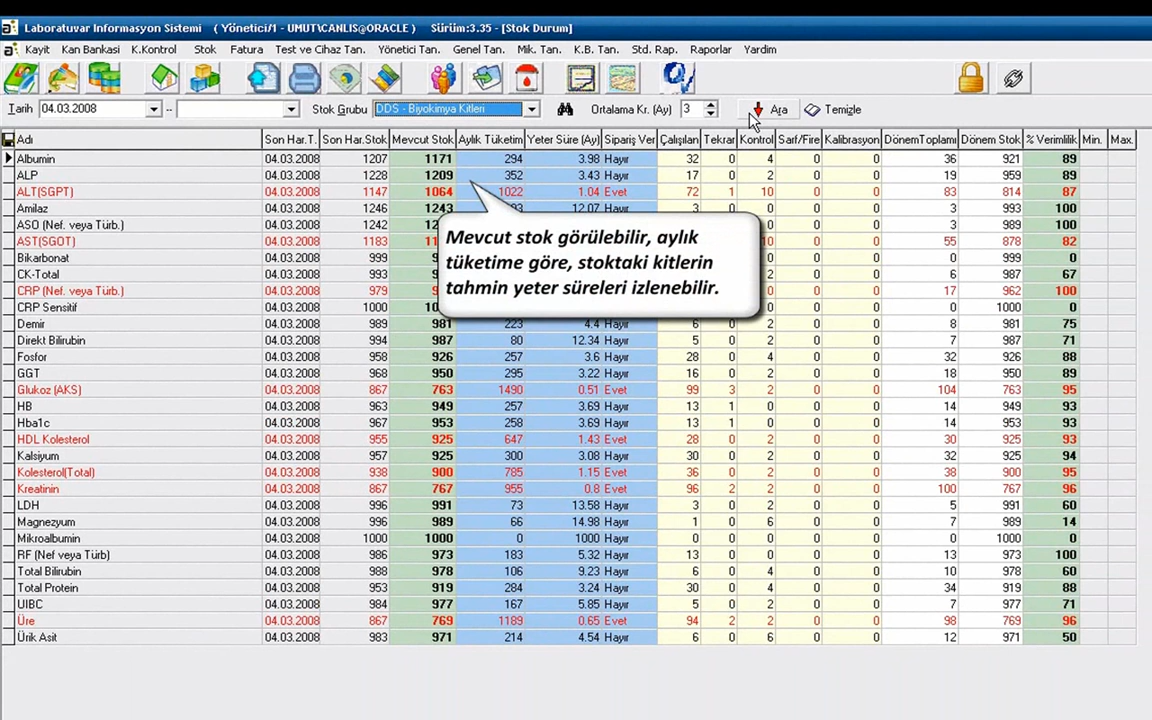 Laboratuvar Informasyon Sistemi ( Yönetici/1 - UMUT\CANLIS@ORACLE ) Sürüm:3.35 - [Stok Durum]
Kayit Kan Bankasi K.Kontrol Stok Fatura Test ve Cihaz Tan. Yönetici Tan. Genel Tan. Mik. Tan. K.B. Tan. Std. Rap. Raporlar Yardim
Tarih 04.03.2008 -- Stok Grubu DDS - Biyokimya Kitleri Ortalama Kr. (Ay) 3 Ara Temizle
Adı Son Har.T. Son Har.Stok Mevcut Stok Aylık Tüketim Yeter Süre (Ay) Sipariş Ver Çalışılan Tekrar Kontrol Sarf/Fire Kalibrasyon DönemToplamı Dönem Stok % Verimlilik Min. Max.
Albumin 04.03.2008 1207 1171 294 3.98 Hayır 32 0 4 0 0 36 921 89
ALP 04.03.2008 1228 1209 352 3.43 Hayır 17 0 2 0 0 19 959 89
ALT(SGPT) 04.03.2008 1147 1064 1022 1.04 Evet 72 1 10 0 0 83 814 87
Amilaz 04.03.2008 1246 1243 12.07 Hayır 3 0 0 0 0 3 993 100
ASO (Nef. veya Türb.) 04.03.2008 1242 0 0 3 989 100
AST(SGOT) 04.03.2008 1183 0 0 55 878 82
Bikarbonat 04.03.2008 999 0 0 0 999 0
CK-Total 04.03.2008 993 0 0 6 987 67
CRP (Nef. veya Türb.) 04.03.2008 979 0 0 17 962 100
CRP Sensitif 04.03.2008 1000 0 0 0 1000 0
Demir 04.03.2008 989 981 223 4.4 Hayır 6 0 2 0 0 8 981 75
Direkt Bilirubin 04.03.2008 994 987 80 12.34 Hayır 5 0 2 0 0 7 987 71
Fosfor 04.03.2008 958 926 257 3.6 Hayır 28 0 4 0 0 32 926 88
GGT 04.03.2008 968 950 295 3.22 Hayır 16 0 2 0 0 18 950 89
Glukoz (AKS) 04.03.2008 867 763 1490 0.51 Evet 99 3 2 0 0 104 763 95
HB 04.03.2008 963 949 257 3.69 Hayır 13 1 0 0 0 14 949 93
Hba1c 04.03.2008 967 953 258 3.69 Hayır 13 1 0 0 0 14 953 93
HDL Kolesterol 04.03.2008 955 925 647 1.43 Evet 28 0 2 0 0 30 925 93
Kalsiyum 04.03.2008 957 925 300 3.08 Hayır 30 0 2 0 0 32 925 94
Kolesterol(Total) 04.03.2008 938 900 785 1.15 Evet 36 0 2 0 0 38 900 95
Kreatinin 04.03.2008 867 767 955 0.8 Evet 96 2 2 0 0 100 767 96
LDH 04.03.2008 996 991 73 13.58 Hayır 3 0 2 0 0 5 991 60
Magnezyum 04.03.2008 996 989 66 14.98 Hayır 1 0 6 0 0 7 989 14
Mikroalbumin 04.03.2008 1000 1000 0 1000 Hayır 0 0 0 0 0 0 1000 0
RF (Nef veya Türb) 04.03.2008 986 973 183 5.32 Hayır 13 0 0 0 0 13 973 100
Total Bilirubin 04.03.2008 988 978 106 9.23 Hayır 6 0 4 0 0 10 978 60
Total Protein 04.03.2008 953 919 284 3.24 Hayır 30 0 4 0 0 34 919 88
UIBC 04.03.2008 984 977 167 5.85 Hayır 5 0 2 0 0 7 977 71
Üre 04.03.2008 867 769 1189 0.65 Evet 94 2 2 0 0 98 769 96
Ürik Asit 04.03.2008 983 971 214 4.54 Hayır 6 0 6 0 0 12 971 50
Mevcut stok görülebilir, aylık
tüketime göre, stoktaki kitlerin
tahmin yeter süreleri izlenebilir.